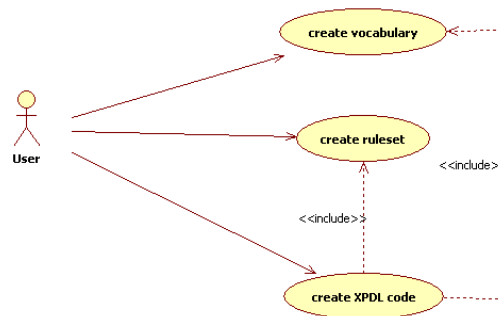 create vocabulary
User
create ruleset
<<include>
<<include>>
create XPDL code